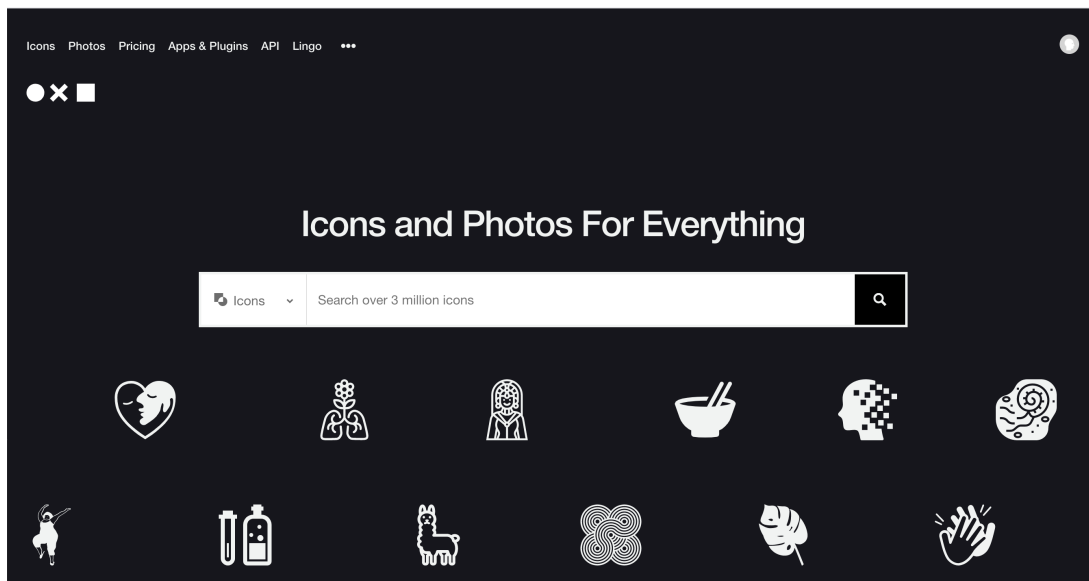 Icons Photos Pricing Apps & Plugins API Lingo •••
Icons and Photos For Everything
Icons Search over 3 million icons